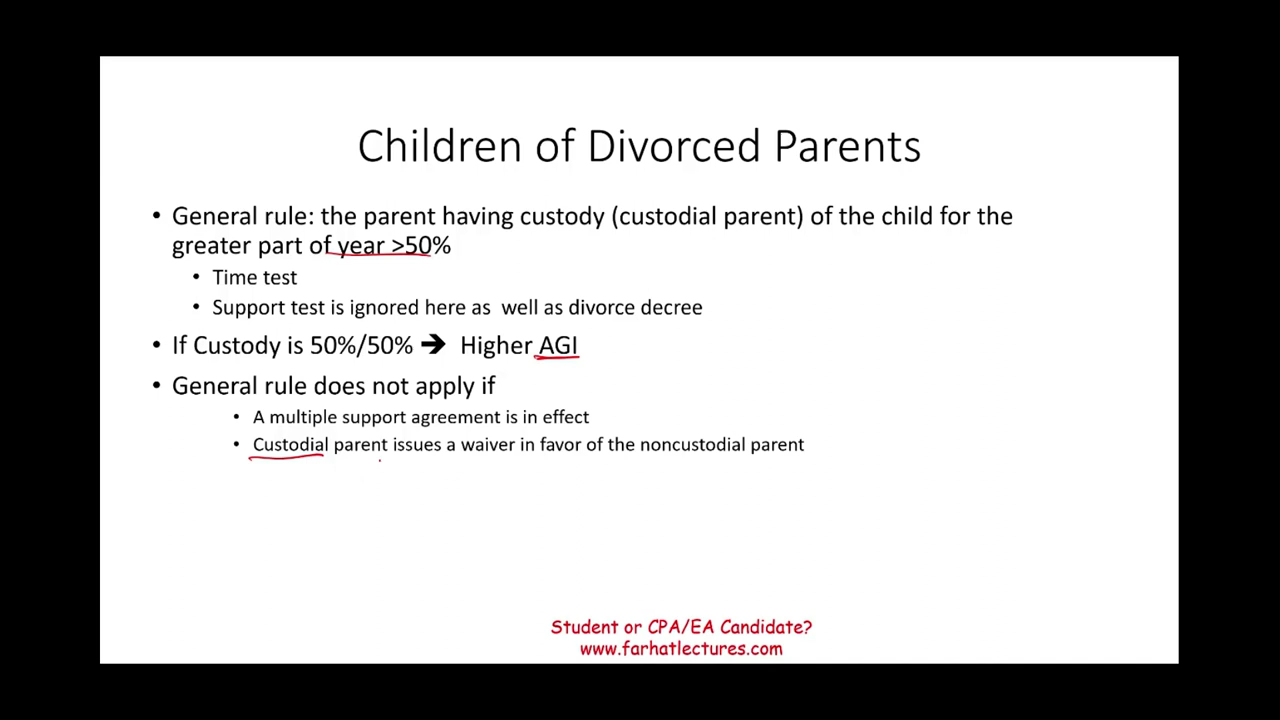 Children of Divorced Parents
• General rule: the parent having custody (custodial parent) of the child for the
greater part of year >50%
• Time test
• Support test is ignored here as well as divorce decree
• If Custody is 50%/50% 🡺 Higher AGI
• General rule does not apply if
• A multiple support agreement is in effect
• Custodial parent issues a waiver in favor of the noncustodial parent
Student or CPA/EA Candidate?
www.farhatlectures.com